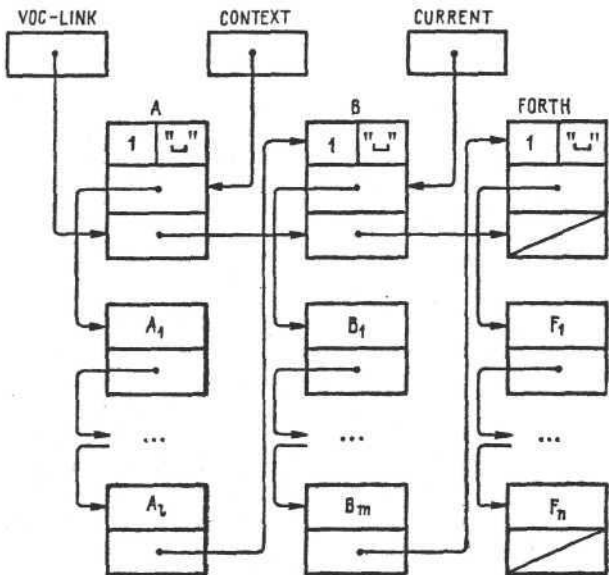 VOC-LINK CONTEXT CURRENT
A B FORTH
1 "␣" 1 "␣" 1 "␣"
A₁ B₁ F₁
... ... ...
Aₗ Bₘ Fₙ